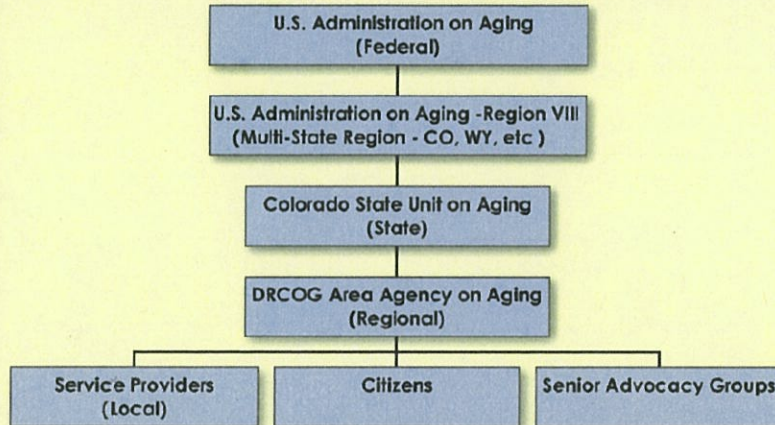 U.S. Administration on Aging
(Federal)
U.S. Administration on Aging -Region VIII
(Multi-State Region - CO, WY, etc )
Colorado State Unit on Aging
(State)
DRCOG Area Agency on Aging
(Regional)
Service Providers
(Local)
Citizens
Senior Advocacy Groups